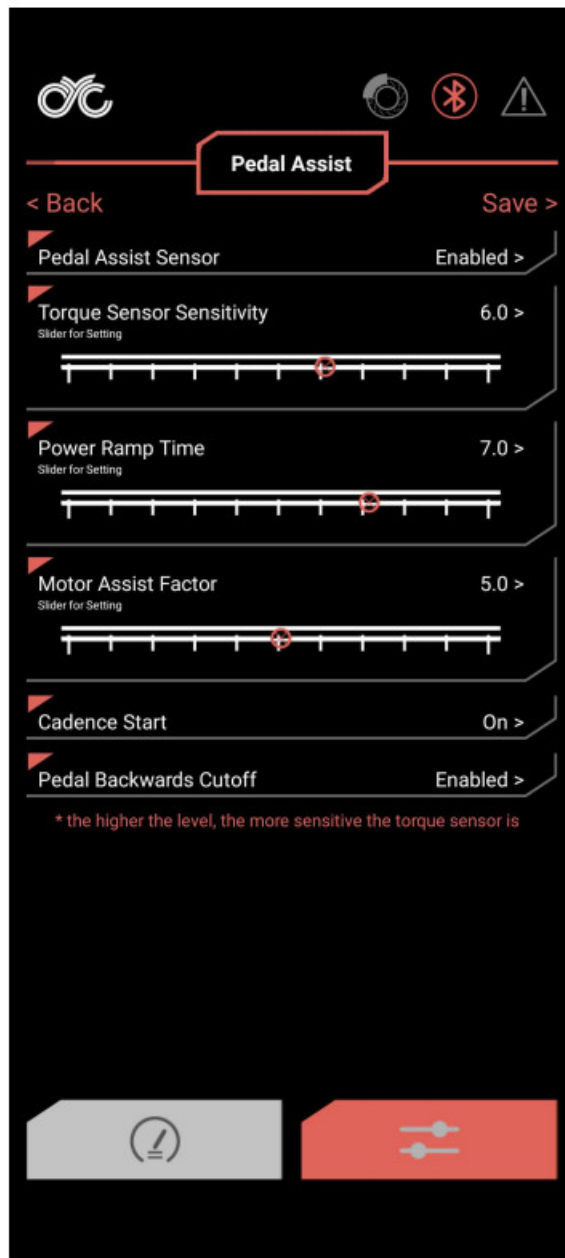 Pedal Assist
< Back
Save >
Pedal Assist Sensor
Enabled >
Torque Sensor Sensitivity
6.0 >
Slider for Setting
Power Ramp Time
7.0 >
Slider for Setting
Motor Assist Factor
5.0 >
Slider for Setting
Cadence Start
On >
Pedal Backwards Cutoff
Enabled >
* the higher the level, the more sensitive the torque sensor is